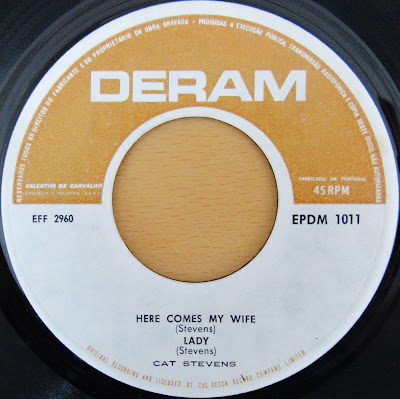 RESERVADOS TODOS OS DIREITOS DO FABRICANTE E DO PROPRIETÁRIO DA OBRA GRAVADA • PROIBIDAS A EXECUÇÃO PÚBLICA, TRANSMISSÃO RADIOFÓNICA E CÓPIA DESTE DISCO NÃO AUTORIZADAS
DERAM
VALENTIM DE CARVALHO
COMÉRCIO E INDÚSTRIA, S.A.R.L.
FABRICADO EM PORTUGAL
45 RPM
EFF 2960
EPDM 1011
HERE COMES MY WIFE
(Stevens)
LADY
(Stevens)
CAT STEVENS
ORIGINAL RECORDING AND LICENSED BY THE DECCA RECORD COMPANY LIMITED